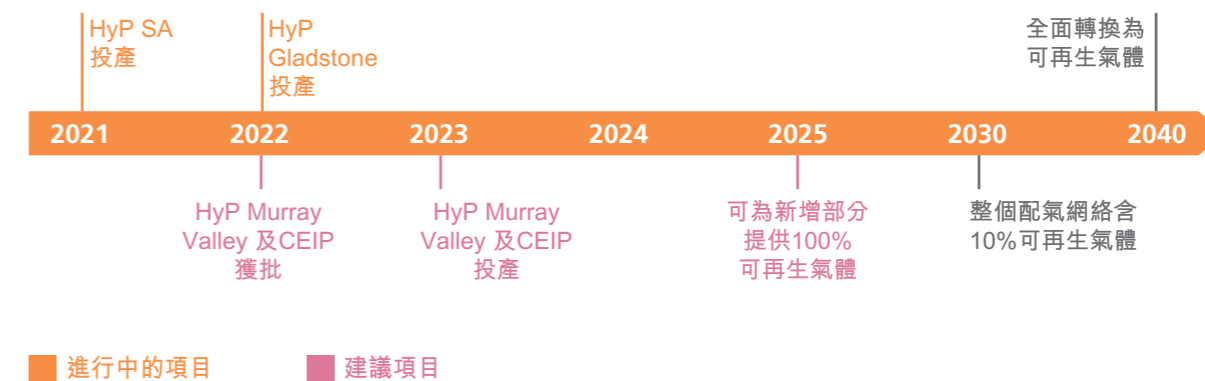 HyP SA
投產
HyP
Gladstone
投產
全面轉換為
可再生氣體
2021 2022 2023 2024 2025 2030 2040
HyP Murray
Valley 及CEIP
獲批
HyP Murray
Valley 及CEIP
投產
可為新增部分
提供100%
可再生氣體
整個配氣網絡含
10%可再生氣體
進行中的項目
建議項目